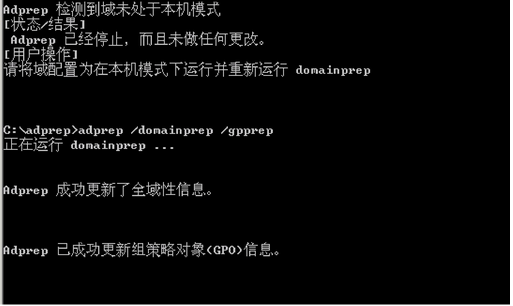 Adprep 检测到域未处于本机模式
[状态/结果]
Adprep 已经停止，而且未做任何更改。
[用户操作]
请将域配置为在本机模式下运行并重新运行 domainprep
C:\adprep>adprep /domainprep /gpprep
正在运行 domainprep ...
Adprep 成功更新了全域性信息。
Adprep 已成功更新组策略对象(GPO)信息。